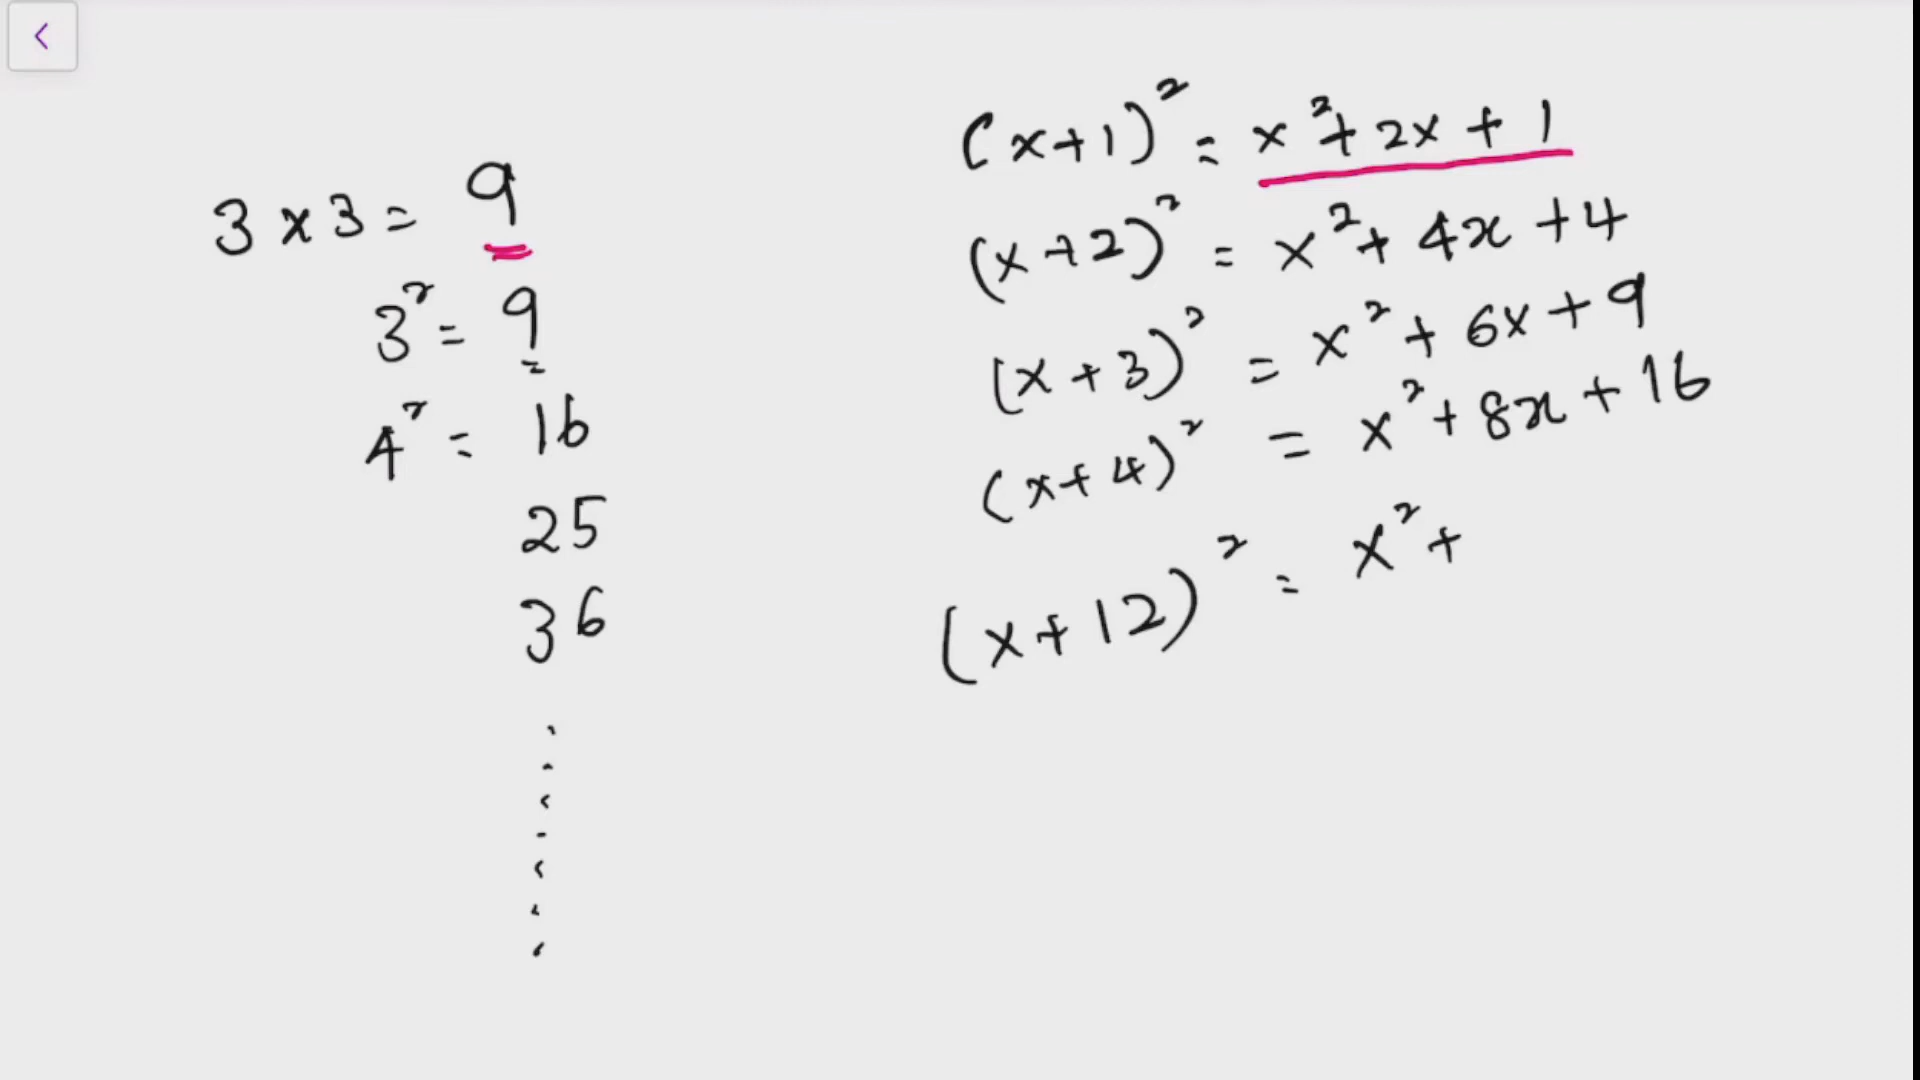 3 x 3 = 9
3² = 9
4² = 16
25
36
(x+1)² = x² + 2x + 1
(x+2)² = x² + 4x + 4
(x+3)² = x² + 6x + 9
(x+4)² = x² + 8x + 16
(x+12)² = x² +